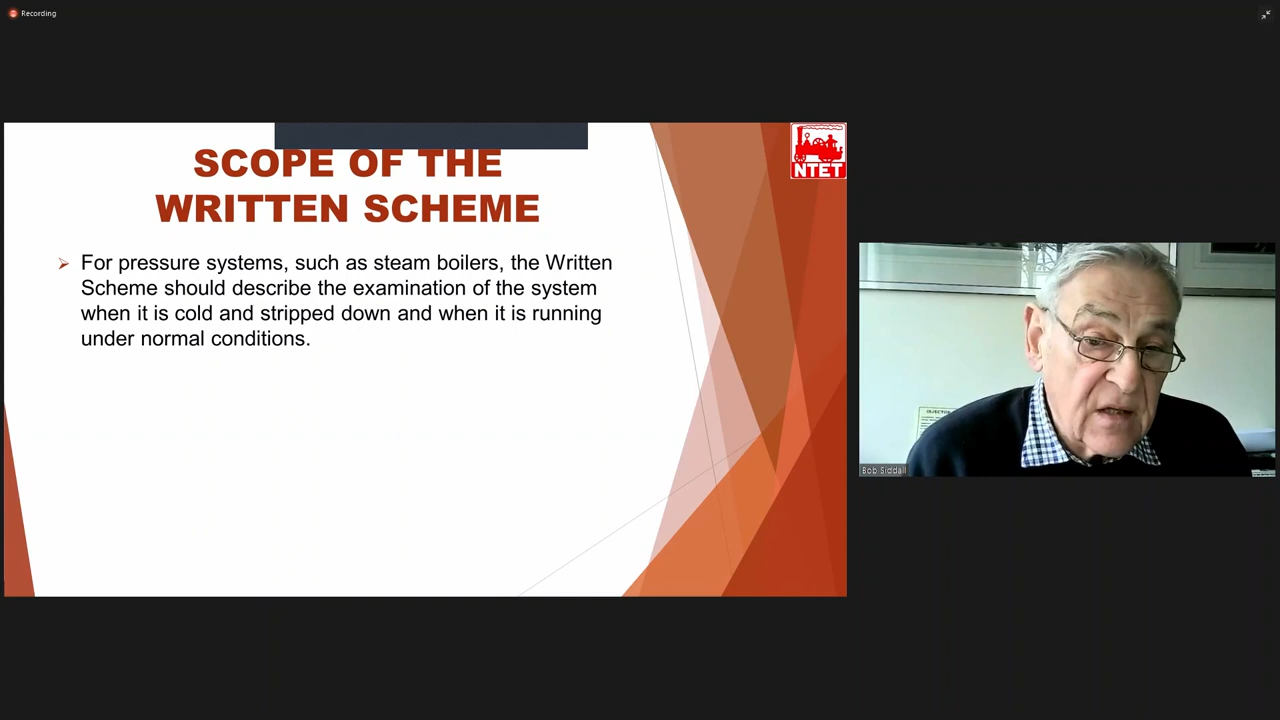 Recording
SCOPE OF THE
WRITTEN SCHEME
NTET
For pressure systems, such as steam boilers, the Written
Scheme should describe the examination of the system
when it is cold and stripped down and when it is running
under normal conditions.
Bob Siddall